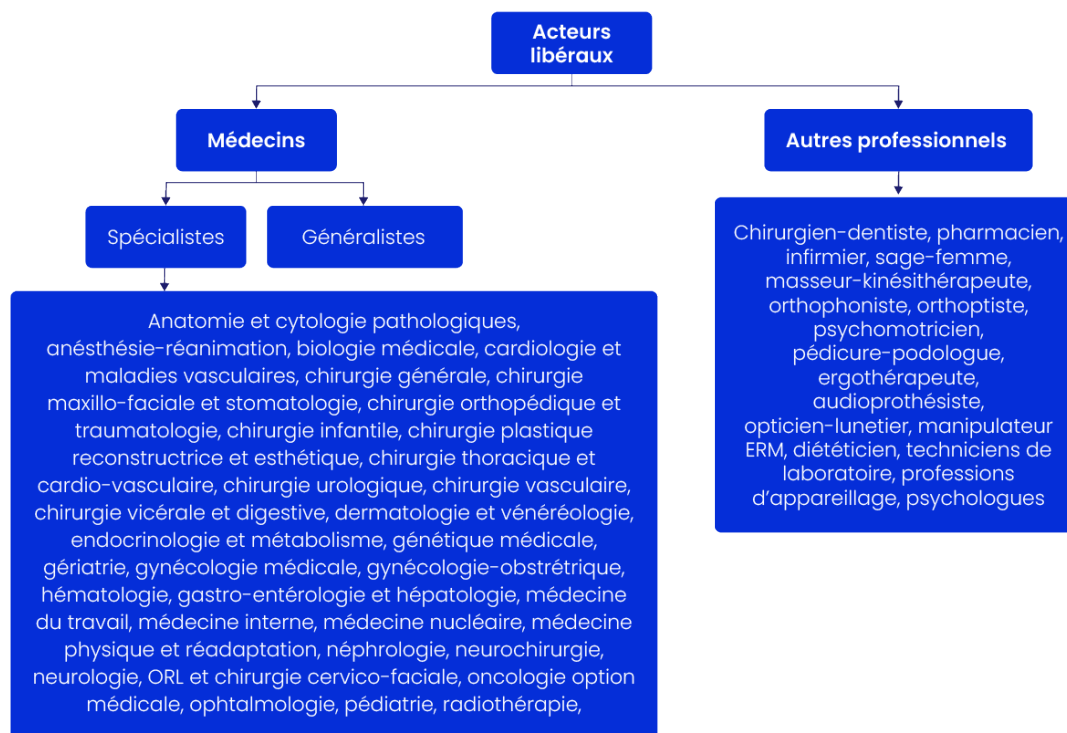 Acteurs
libéraux
Médecins
Autres professionnels
Spécialistes
Généralistes
Chirurgien-dentiste, pharmacien,
infirmier, sage-femme,
masseur-kinésithérapeute,
orthophoniste, orthoptiste,
psychomotricien,
pédicure-podologue,
ergothérapeute,
audioprothésiste,
opticien-lunetier, manipulateur
ERM, diététicien, techniciens de
laboratoire, professions
d'appareillage, psychologues
Anatomie et cytologie pathologiques,
anésthésie-réanimation, biologie médicale, cardiologie et
maladies vasculaires, chirurgie générale, chirurgie
maxillo-faciale et stomatologie, chirurgie orthopédique et
traumatologie, chirurgie infantile, chirurgie plastique
reconstructrice et esthétique, chirurgie thoracique et
cardio-vasculaire, chirurgie urologique, chirurgie vasculaire,
chirurgie vicérale et digestive, dermatologie et vénéréologie,
endocrinologie et métabolisme, génétique médicale,
gériatrie, gynécologie médicale, gynécologie-obstrétrique,
hématologie, gastro-entérologie et hépatologie, médecine
du travail, médecine interne, médecine nucléaire, médecine
physique et réadaptation, néphrologie, neurochirurgie,
neurologie, ORL et chirurgie cervico-faciale, oncologie option
médicale, ophtalmologie, pédiatrie, radiothérapie,